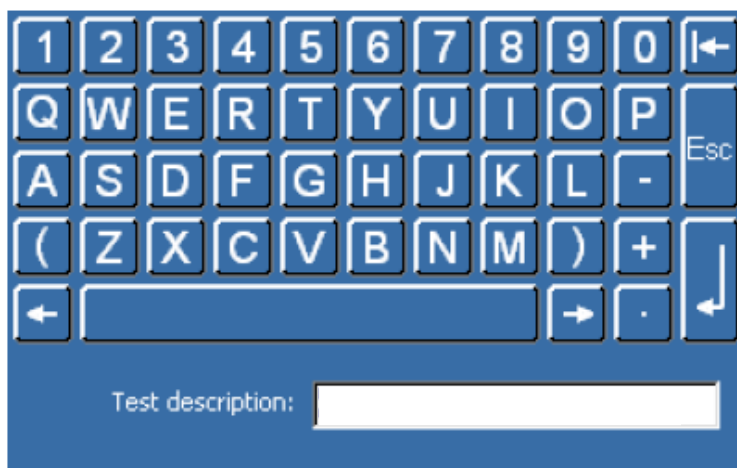 1 2 3 4 5 6 7 8 9 0 |←
Q W E R T Y U I O P
Esc
A S D F G H J K L -
( Z X C V B N M ) +
← → . ↵
Test description: